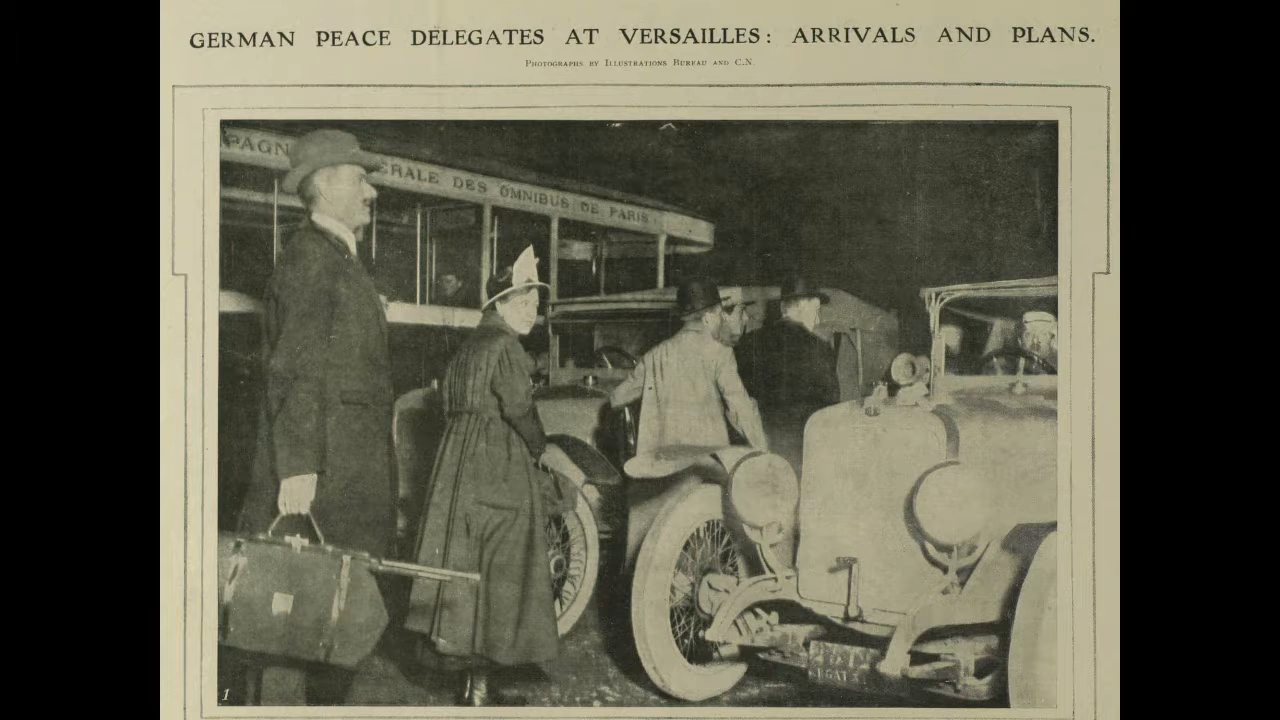 GERMAN PEACE DELEGATES AT VERSAILLES: ARRIVALS AND PLANS.
PHOTOGRAPHS BY ILLUSTRATIONS BUREAU AND C.N.
PAGN ERALE DES OMNIBUS DE PARIS
1